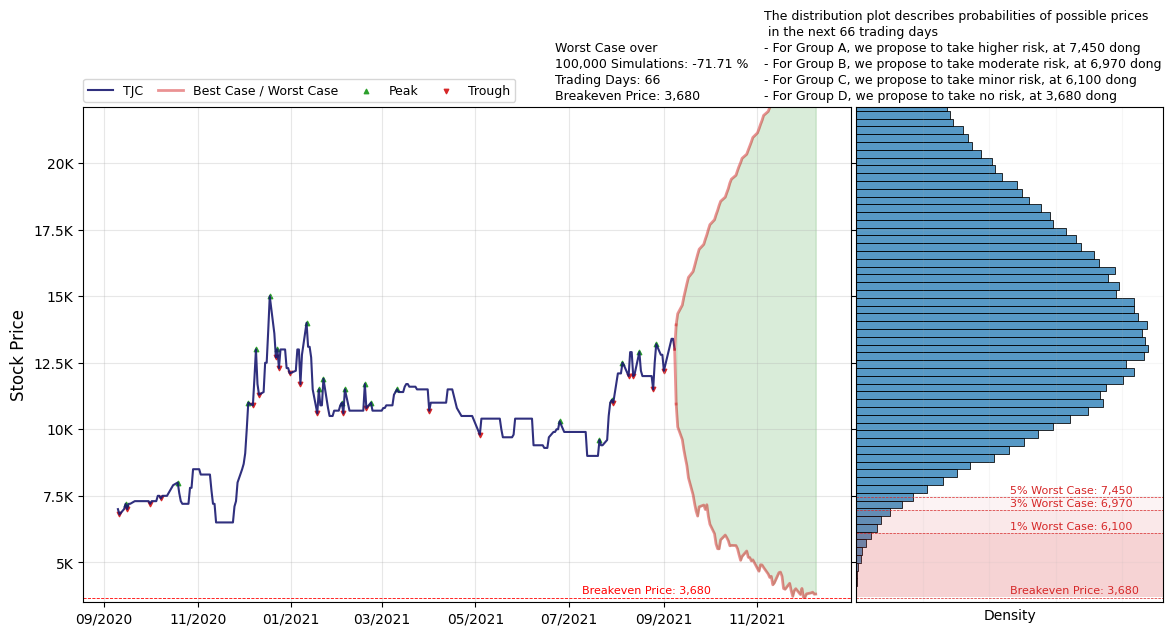 The distribution plot describes probabilities of possible prices
in the next 66 trading days
- For Group A, we propose to take higher risk, at 7,450 dong
- For Group B, we propose to take moderate risk, at 6,970 dong
- For Group C, we propose to take minor risk, at 6,100 dong
- For Group D, we propose to take no risk, at 3,680 dong
Worst Case over
100,000 Simulations: -71.71 %
Trading Days: 66
Breakeven Price: 3,680
TJC
Best Case / Worst Case
Peak
Trough
Stock Price
20K
17.5K
15K
12.5K
10K
7.5K
5K
Breakeven Price: 3,680
09/2020
11/2020
01/2021
03/2021
05/2021
07/2021
09/2021
11/2021
5% Worst Case: 7,450
3% Worst Case: 6,970
1% Worst Case: 6,100
Breakeven Price: 3,680
Density